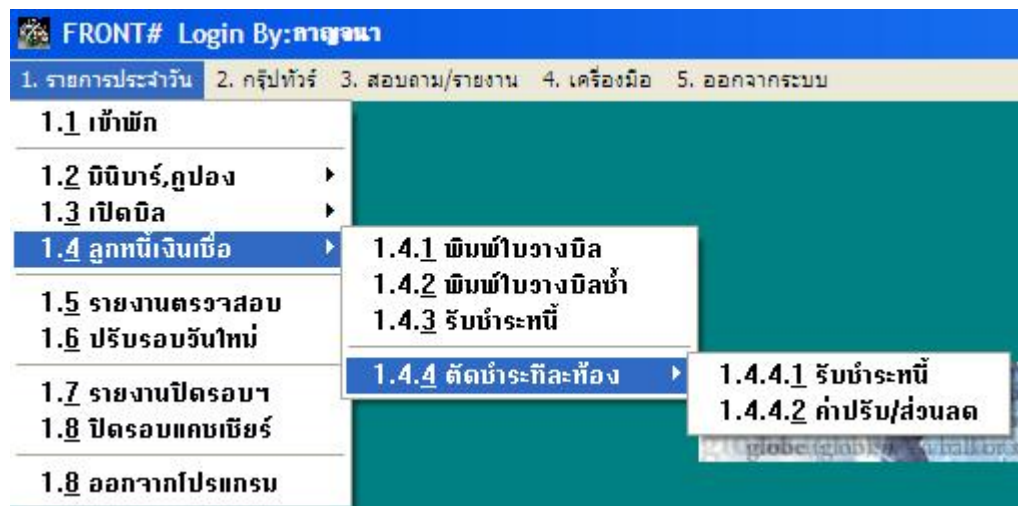 FRONT# Login By:กาญจนา
1. รายการประจำวัน 2. กรุ๊ปทัวร์ 3. สอบถาม/รายงาน 4. เครื่องมือ 5. ออกจากระบบ
1.1 เข้าพัก
1.2 มินิบาร์,คูปอง
1.3 เปิดบิล
1.4 ลูกหนี้เงินเชื่อ
1.4.1 พิมพ์ใบวางบิล
1.4.2 พิมพ์ใบวางบิลซ้ำ
1.4.3 รับชำระหนี้
1.4.4 ตัดชำระทีละห้อง
1.4.4.1 รับชำระหนี้
1.4.4.2 ค่าปรับ/ส่วนลด
1.5 รายงานตรวจสอบ
1.6 ปรับรอบวันใหม่
1.7 รายงานปิดรอบฯ
1.8 ปิดรอบแคชเชียร์
1.8 ออกจากโปรแกรม
globe